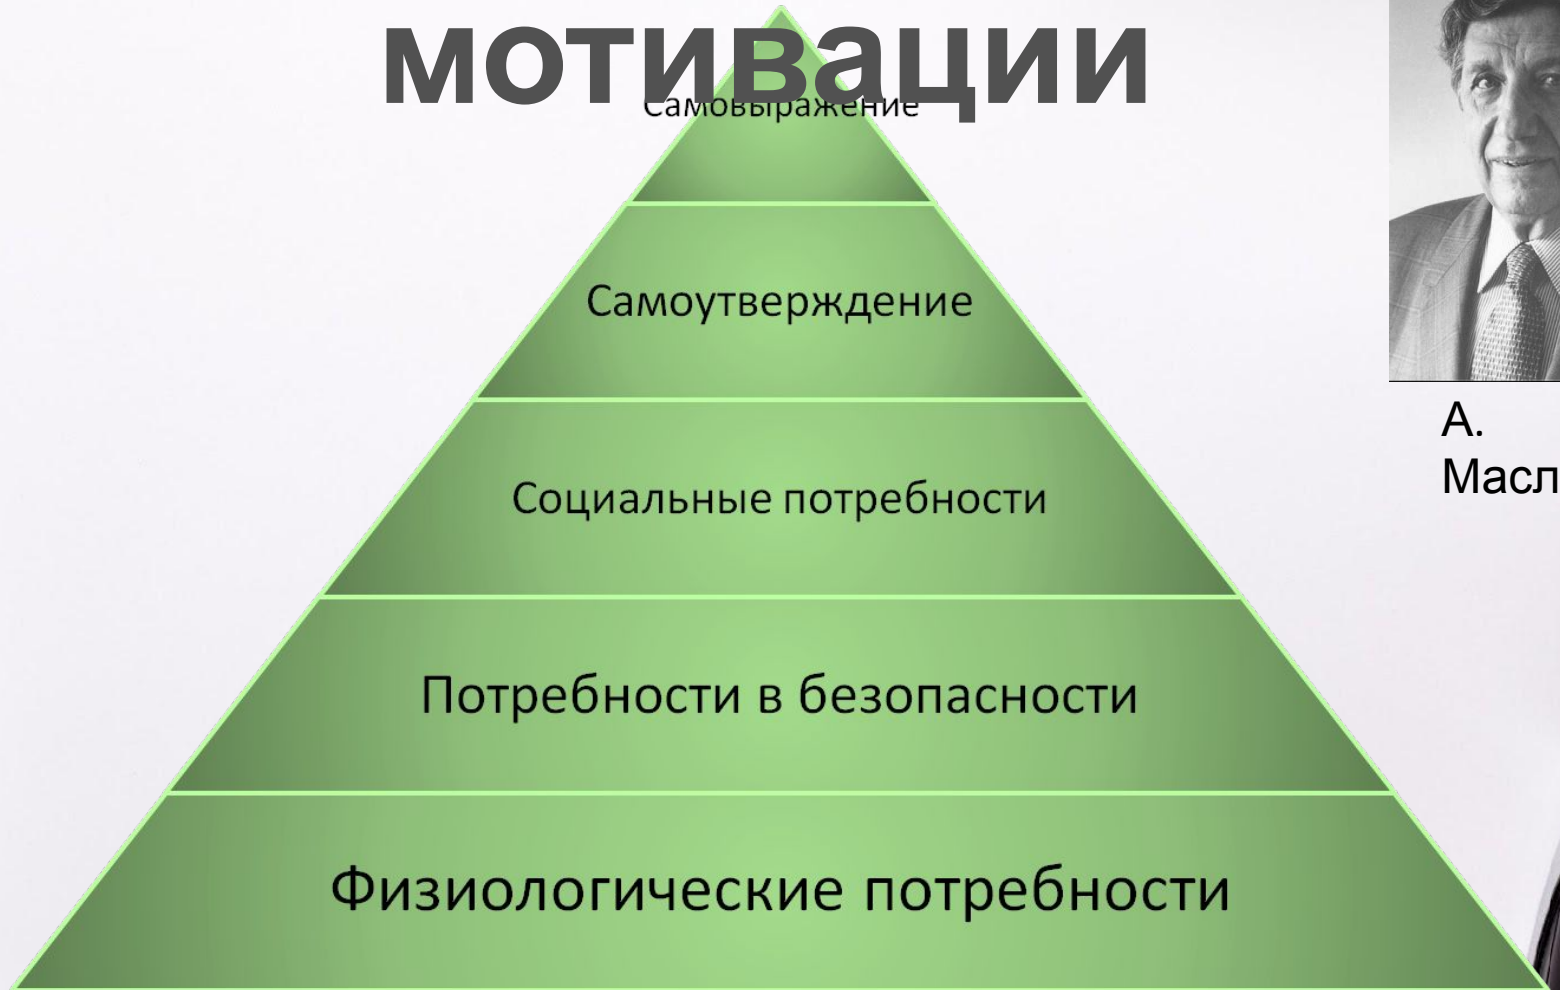 мотивации
Самовыражение
Самоутверждение
Социальные потребности
Потребности в безопасности
Физиологические потребности
А.
Масл